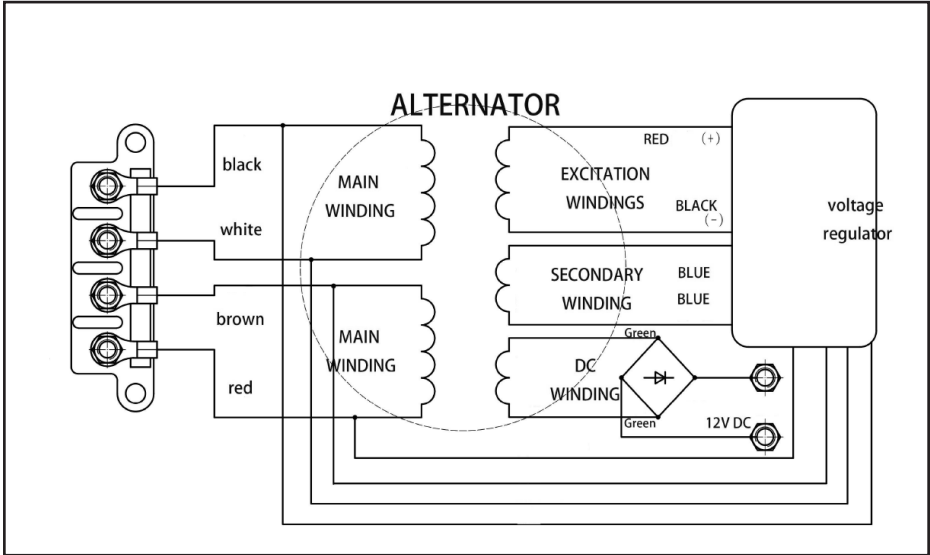 ALTERNATOR
black
white
brown
red
MAIN
WINDING
MAIN
WINDING
RED (+)
EXCITATION
WINDINGS
BLACK
(-)
SECONDARY
WINDING
BLUE
BLUE
Green
DC
WINDING
Green
12V DC
voltage
regulator